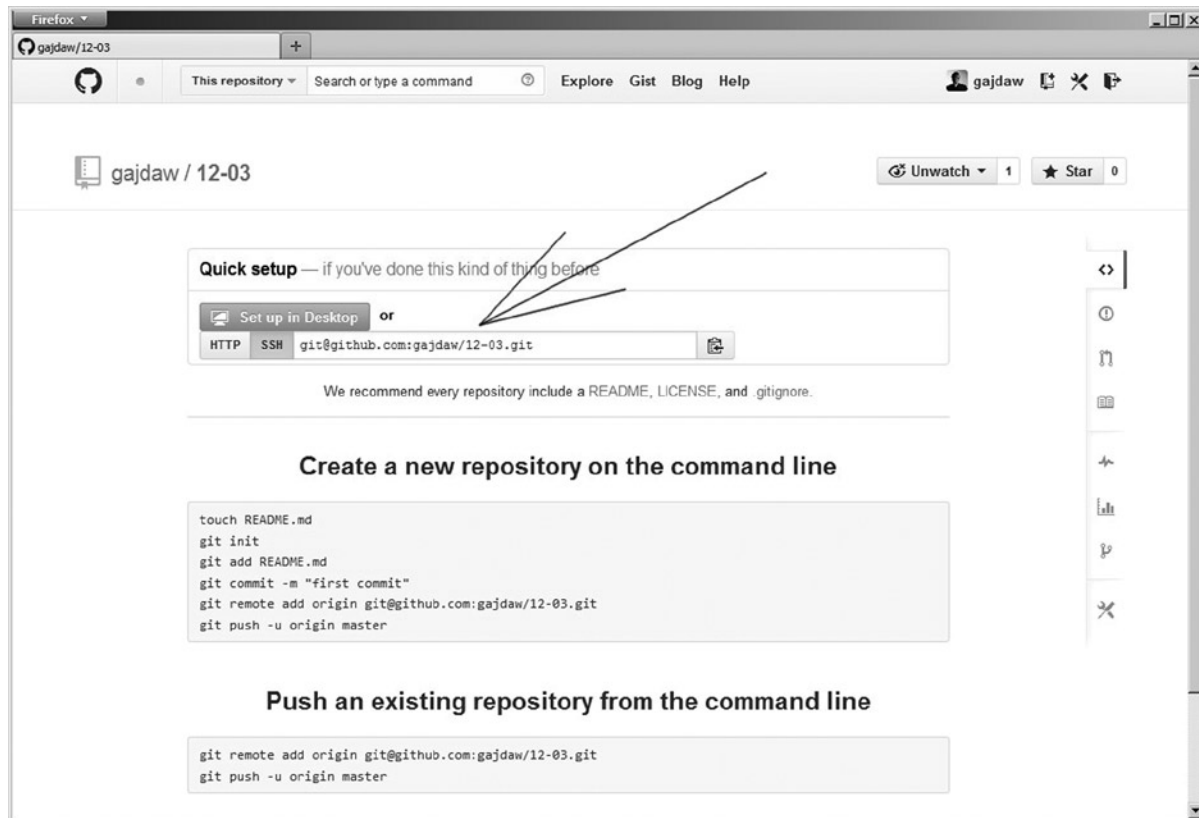 Firefox
gajdaw/12-03
This repository Search or type a command Explore Gist Blog Help gajdaw
gajdaw / 12-03
Unwatch 1 Star 0
Quick setup — if you've done this kind of thing before
Set up in Desktop or
HTTP SSH git@github.com:gajdaw/12-03.git
We recommend every repository include a README, LICENSE, and .gitignore.
Create a new repository on the command line
touch README.md
git init
git add README.md
git commit -m "first commit"
git remote add origin git@github.com:gajdaw/12-03.git
git push -u origin master
Push an existing repository from the command line
git remote add origin git@github.com:gajdaw/12-03.git
git push -u origin master